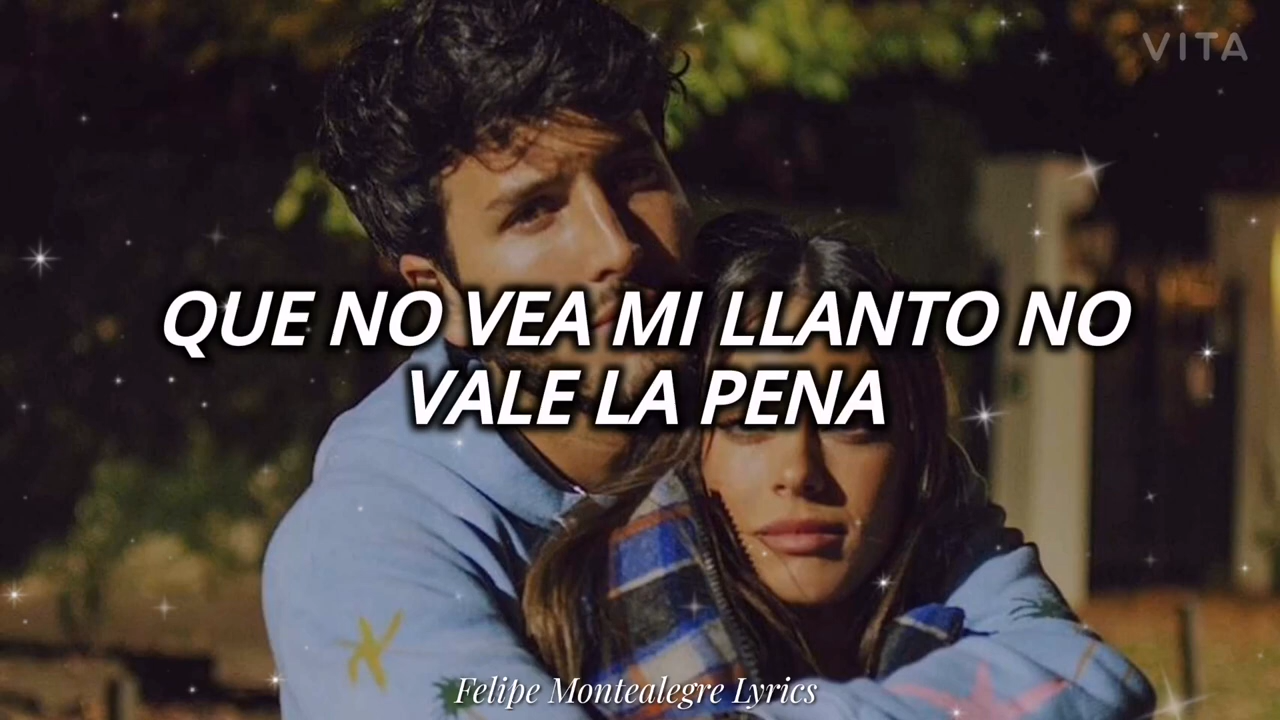 VITA
QUE NO VEA MI LLANTO NO
VALE LA PENA
Felipe Montealegre Lyrics